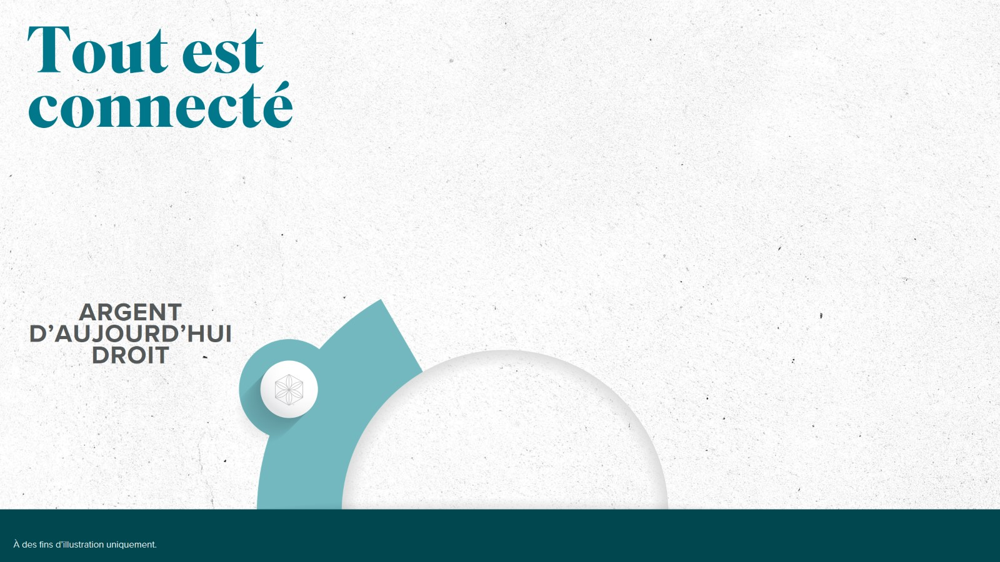 Tout est
connecté
ARGENT
D’AUJOURD’HUI
DROIT
À des fins d’illustration uniquement.